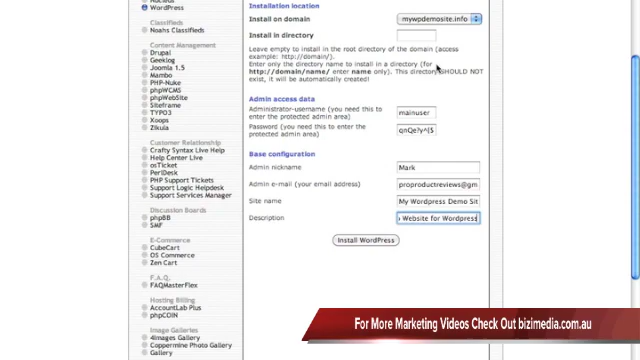 Nucleus
WordPress
Classifieds
Noahs Classifieds
Content Management
Drupal
Geeklog
Joomla 1.5
Mambo
PHP-Nuke
phpWCMS
phpWebSite
Siteframe
TYPO3
Xoops
Zikula
Customer Relationship
Crafty Syntax Live Help
Help Center Live
osTicket
PerlDesk
PHP Support Tickets
Support Logic Helpdesk
Support Services Manager
Discussion Boards
phpBB
SMF
E-Commerce
CubeCart
OS Commerce
Zen Cart
F.A.Q.
FAQMasterFlex
Hosting Billing
AccountLab Plus
phpCOIN
Image Galleries
4images Gallery
Coppermine Photo Gallery
Gallery
Installation location
Install on domain
mywpdemosite.info
Install in directory
Leave empty to install in the root directory of the domain (access
example: http://domain/).
Enter only the directory name to install in a directory (for
http://domain/name/ enter name only). This directory SHOULD NOT
exist, it will be automatically created!
Admin access data
Administrator-username (you need this to
enter the protected admin area)
mainuser
Password (you need this to enter the
protected admin area)
qnQe?y^($
Base configuration
Admin nickname
Mark
Admin e-mail (your email address)
proproductreviews@gm
Site name
My Wordpress Demo Sit
Description
Website for Wordpress
Install WordPress
For More Marketing Videos Check Out bizimedia.com.au